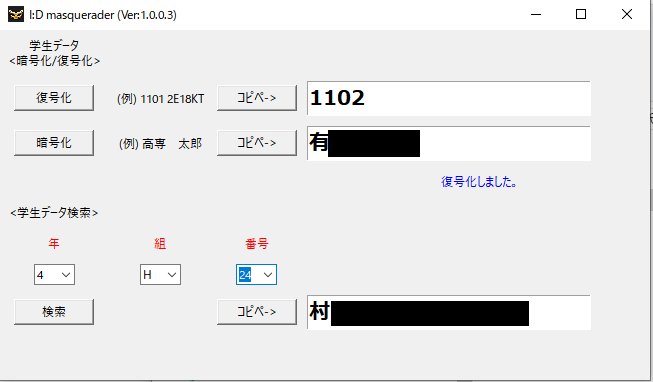 I:D masquerader (Ver:1.0.0.3)
学生データ
<暗号化/復号化>
復号化 (例) 1101 2E18KT コピペ-> 1102
暗号化 (例) 高専 太郎 コピペ-> 有
復号化しました。
<学生データ検索>
年 組 番号
4 H 24
検索 コピペ-> 村